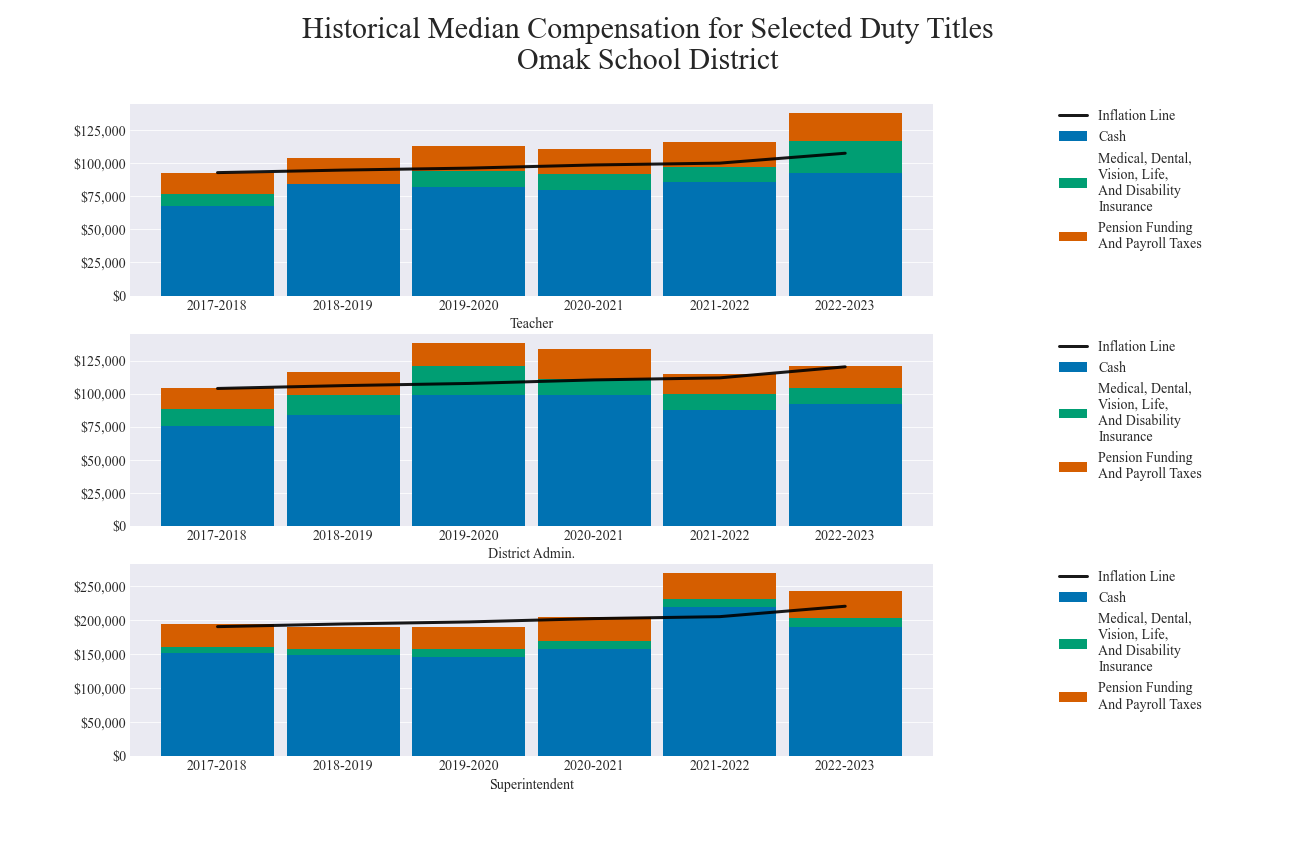 Historical Median Compensation for Selected Duty Titles
Omak School District
$125,000
$100,000
$75,000
$50,000
$25,000
$0
2017-2018 2018-2019 2019-2020 2020-2021 2021-2022 2022-2023
Teacher
Inflation Line
Cash
Medical, Dental,
Vision, Life,
And Disability
Insurance
Pension Funding
And Payroll Taxes
$125,000
$100,000
$75,000
$50,000
$25,000
$0
2017-2018 2018-2019 2019-2020 2020-2021 2021-2022 2022-2023
District Admin.
Inflation Line
Cash
Medical, Dental,
Vision, Life,
And Disability
Insurance
Pension Funding
And Payroll Taxes
$250,000
$200,000
$150,000
$100,000
$50,000
$0
2017-2018 2018-2019 2019-2020 2020-2021 2021-2022 2022-2023
Superintendent
Inflation Line
Cash
Medical, Dental,
Vision, Life,
And Disability
Insurance
Pension Funding
And Payroll Taxes